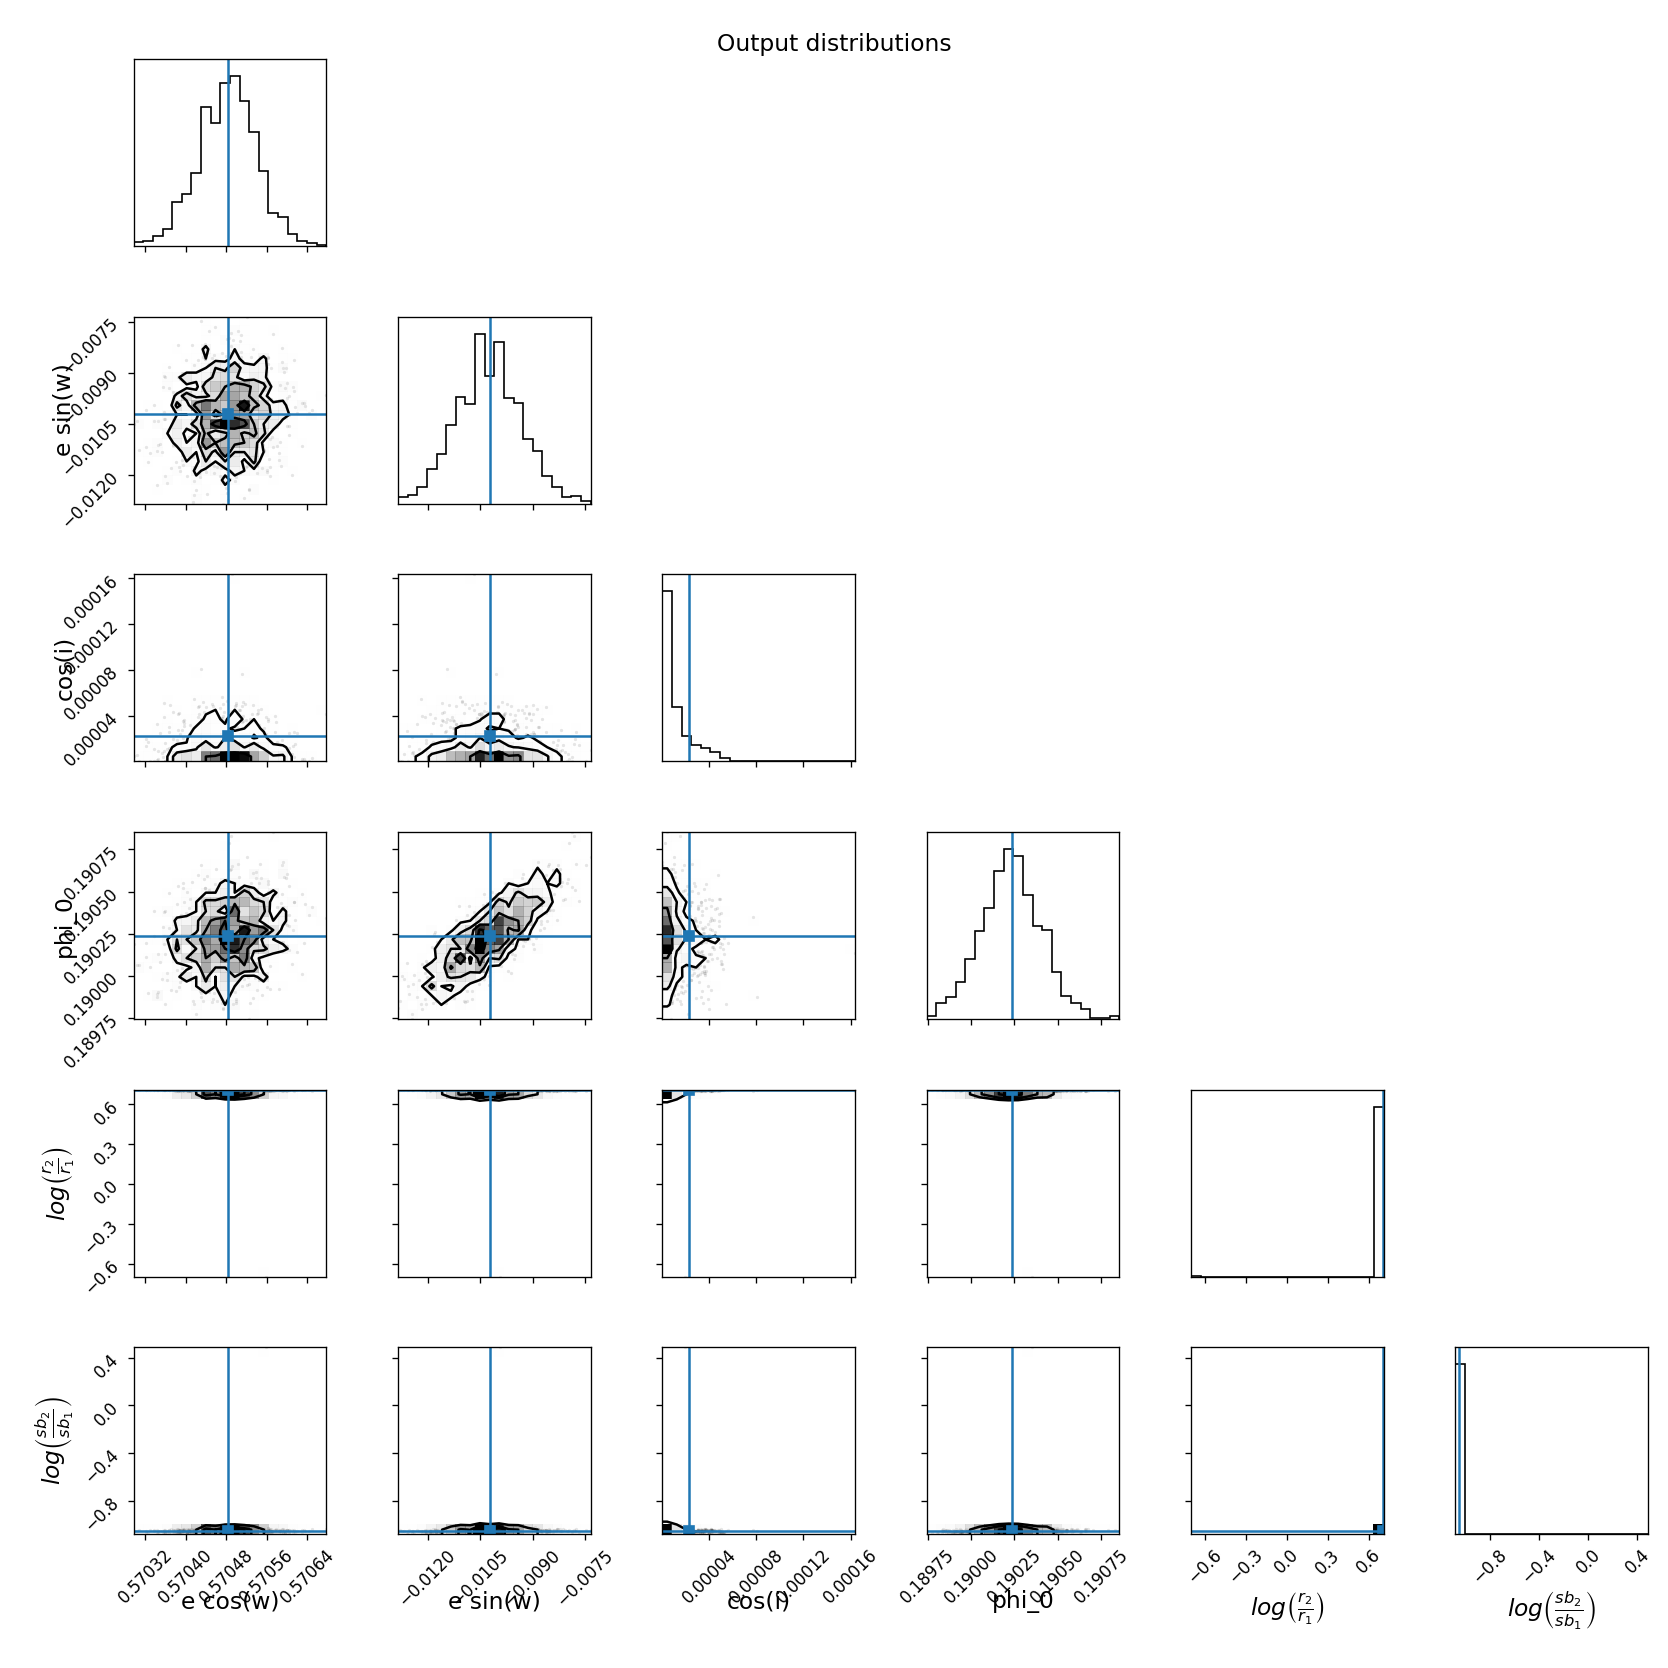 Output distributions
e sin(w)
−0.0075
−0.0090
−0.0105
−0.0120
cos(i)
0.00016
0.00012
0.00008
0.00004
phi_0
0.19075
0.19050
0.19025
0.19000
0.18975
log(r₂/r₁)
0.6
0.3
0.0
−0.3
−0.6
log(sb₂/sb₁)
0.4
0.0
−0.4
−0.8
0.57032 0.57040 0.57048 0.57056 0.57064
e cos(w)
−0.0120 −0.0105 −0.0090 −0.0075
e sin(w)
0.00004 0.00008 0.00012 0.00016
cos(i)
0.18975 0.19000 0.19025 0.19050 0.19075
phi_0
−0.6 −0.3 0.0 0.3 0.6
log(r₂/r₁)
−0.8 −0.4 0.0 0.4
log(sb₂/sb₁)